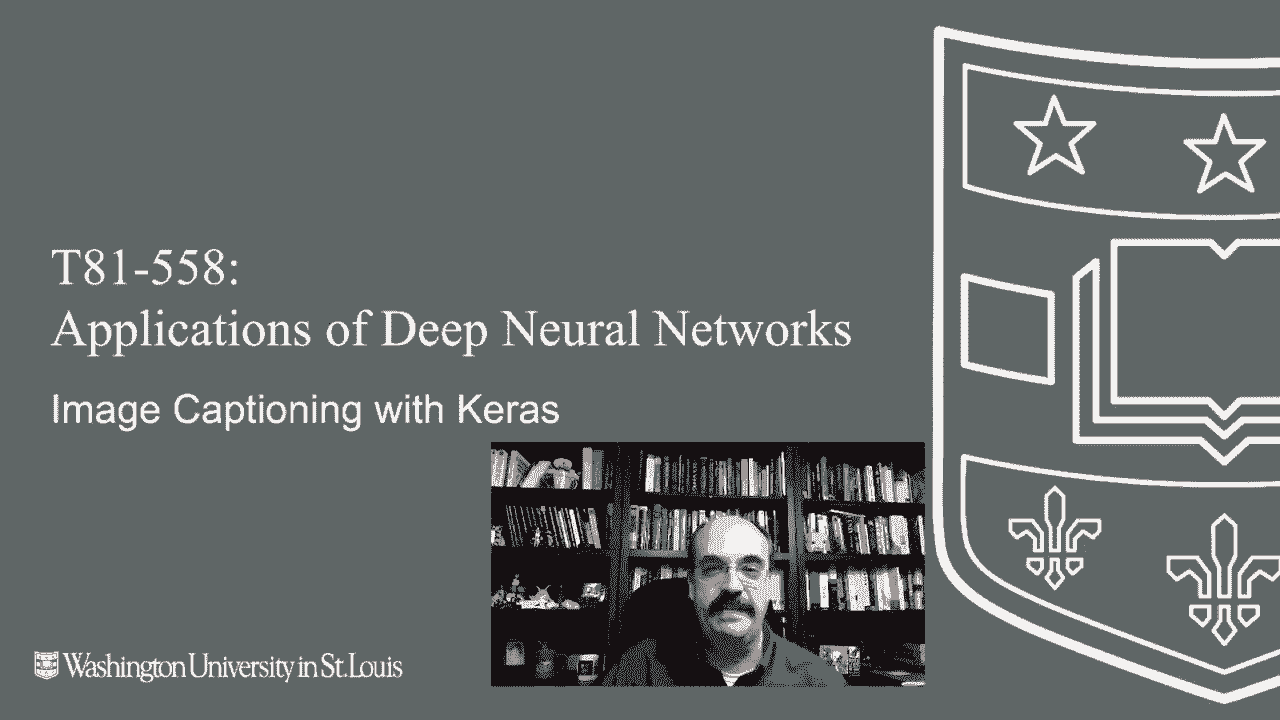 T81-558:
Applications of Deep Neural Networks
Image Captioning with Keras
Washington University in St. Louis